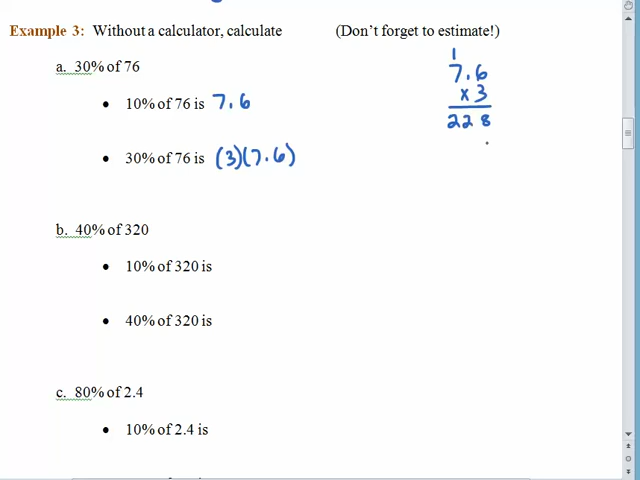 Example 3: Without a calculator, calculate (Don't forget to estimate!)
a. 30% of 76
• 10% of 76 is 7.6
• 30% of 76 is (3)(7.6)
1
7.6
x 3
228
b. 40% of 320
• 10% of 320 is
• 40% of 320 is
c. 80% of 2.4
• 10% of 2.4 is